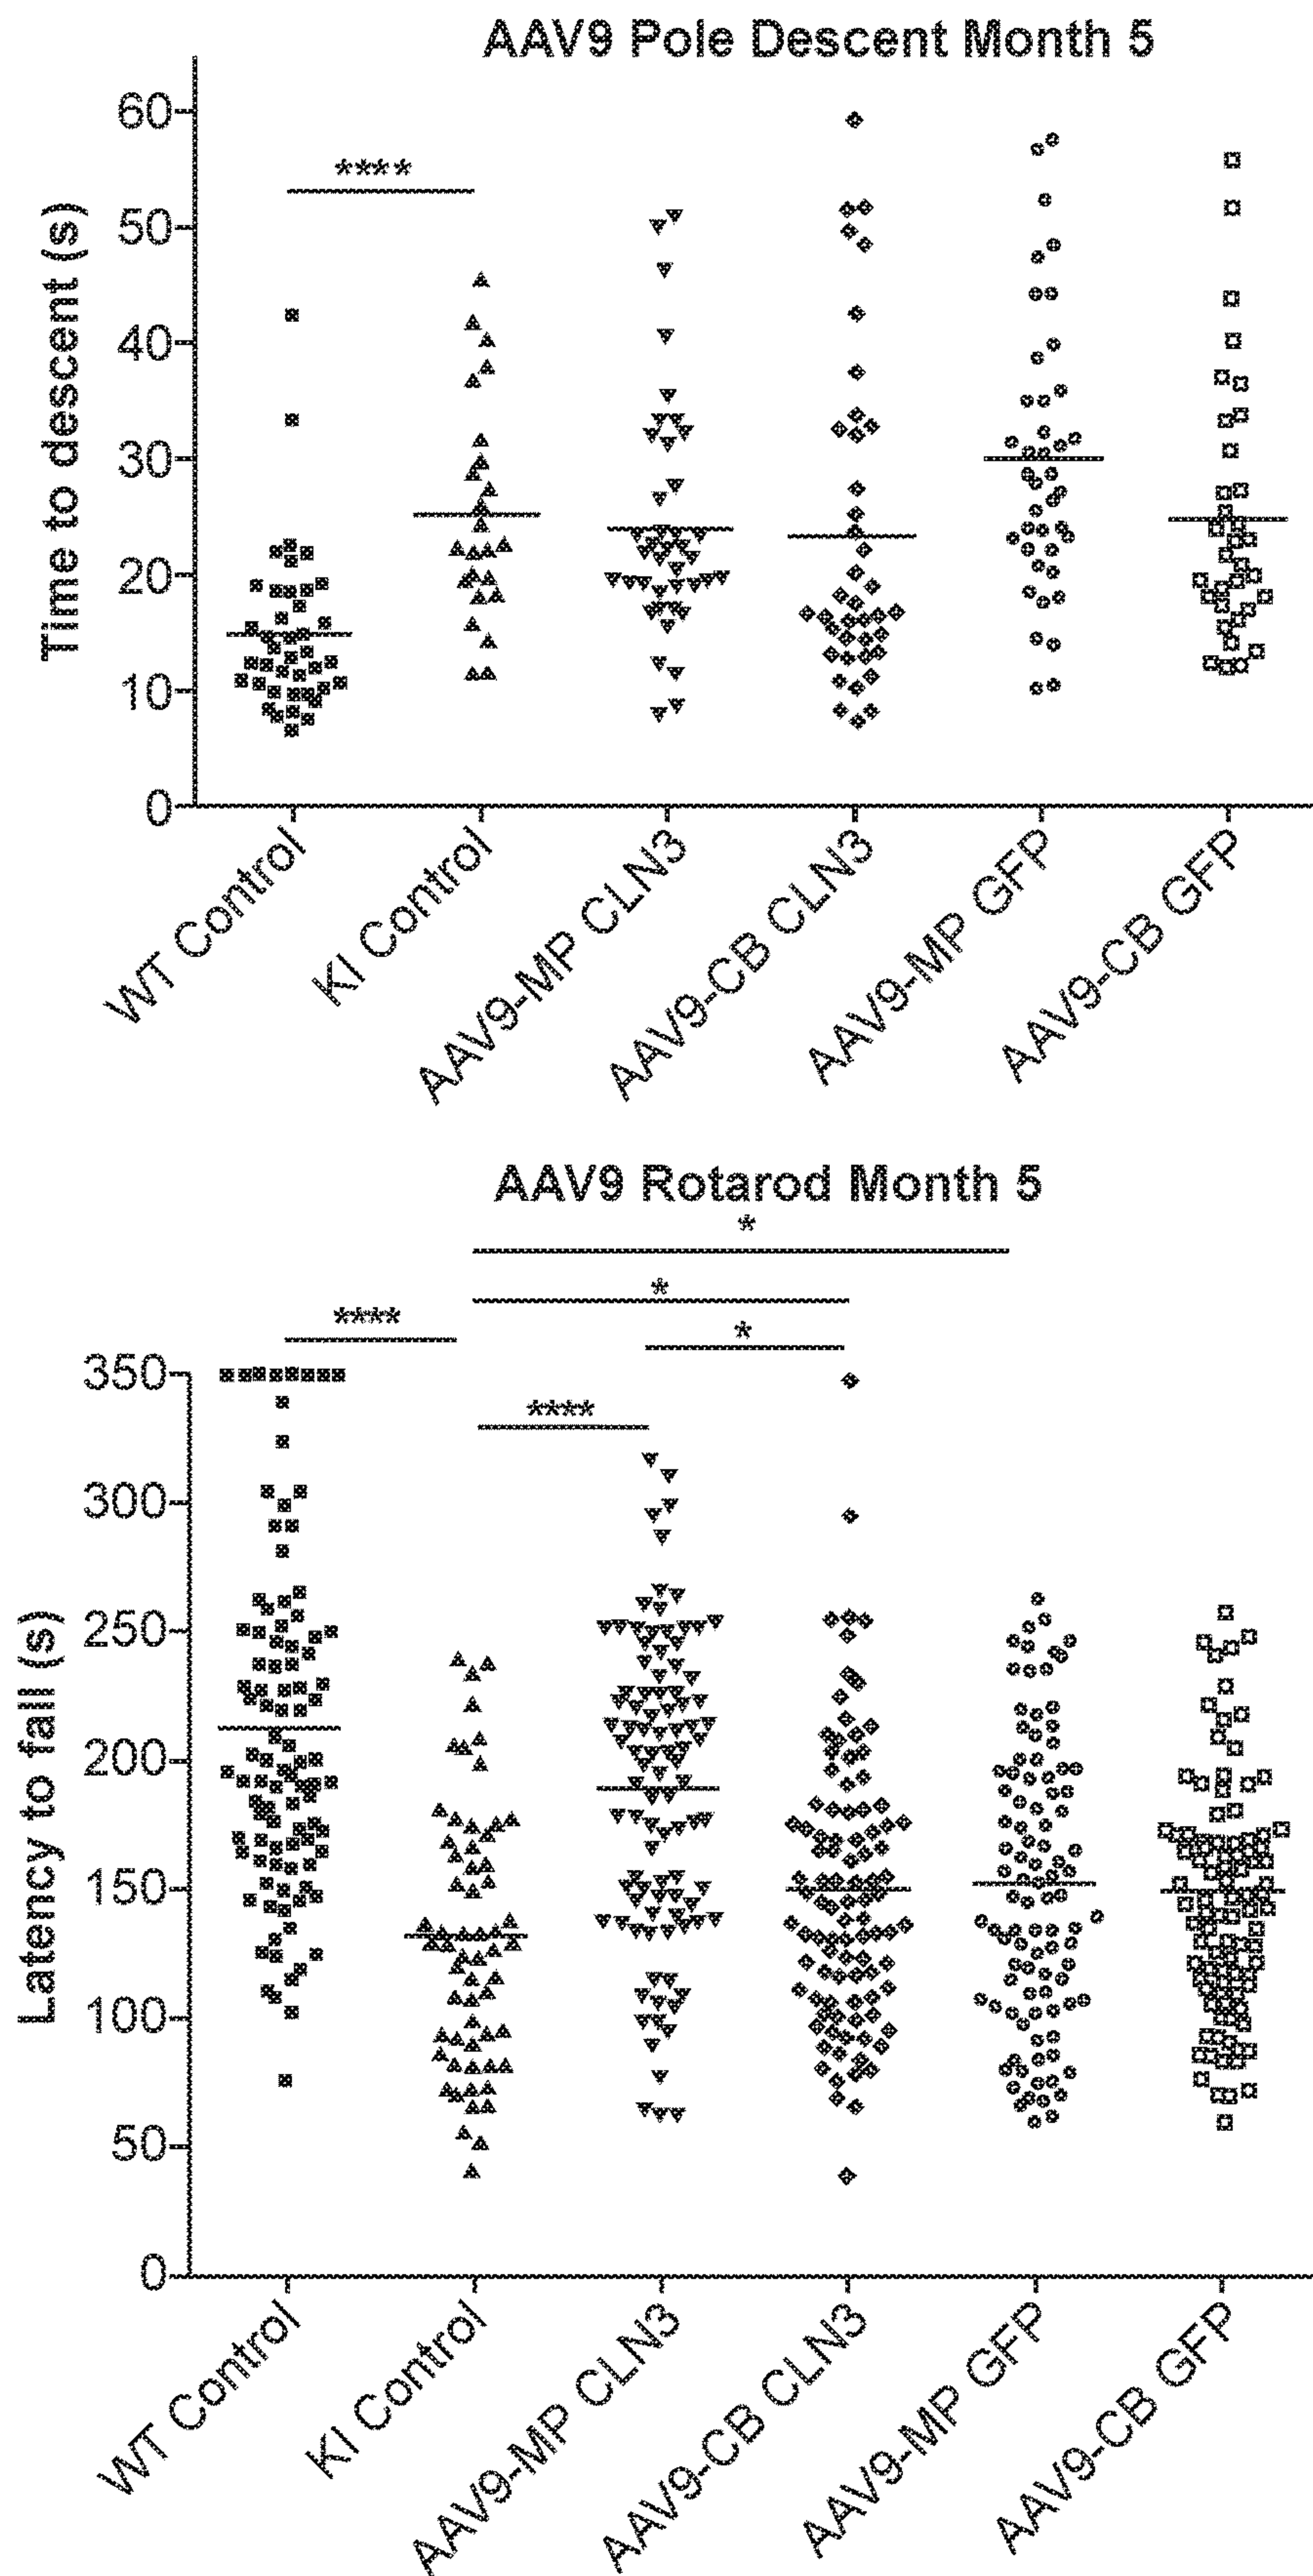 AAV9 Pole Descent Month 5
Time to descent (s)
60
50
40
30
20
10
0
****
WT Control
KI Control
AAV9-MP CLN3
AAV9-CB CLN3
AAV9-MP GFP
AAV9-CB GFP
AAV9 Rotarod Month 5
*
*
****
*
****
Latency to fall (s)
350
300
250
200
150
100
50
0
WT Control
KI Control
AAV9-MP CLN3
AAV9-CB CLN3
AAV9-MP GFP
AAV9-CB GFP